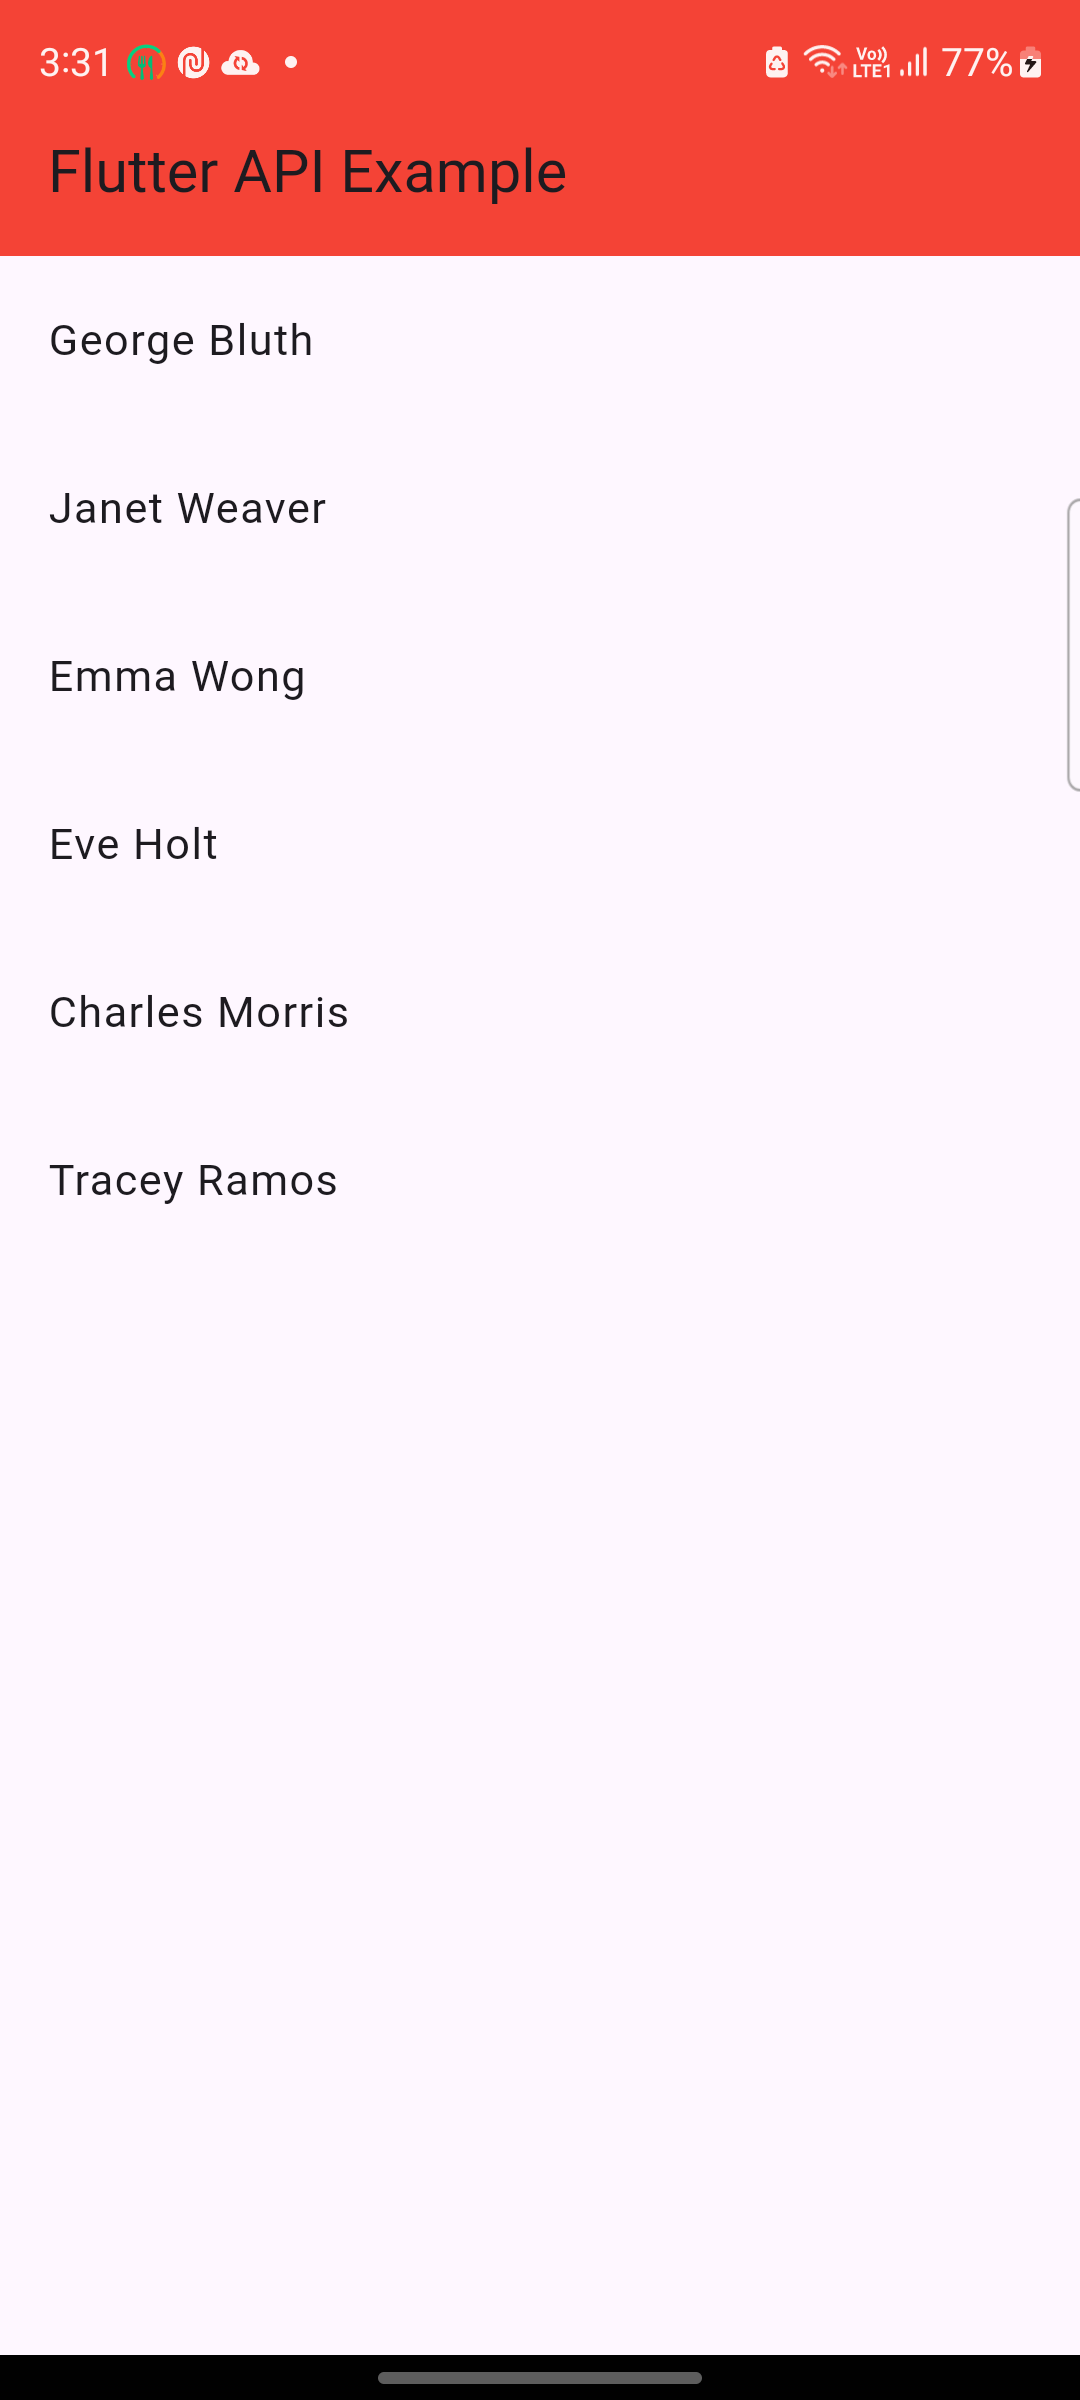 3:31 Vo)) LTE1 77%
Flutter API Example
George Bluth
Janet Weaver
Emma Wong
Eve Holt
Charles Morris
Tracey Ramos